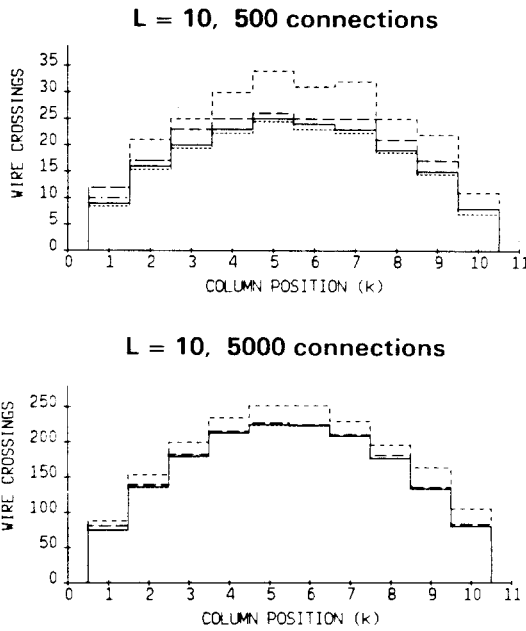 L = 10, 500 connections
WIRE CROSSINGS
35
30
25
20
15
10
5
0
0 1 2 3 4 5 6 7 8 9 10 11
COLUMN POSITION (k)
L = 10, 5000 connections
WIRE CROSSINGS
250
200
150
100
50
0
0 1 2 3 4 5 6 7 8 9 10 11
COLUMN POSITION (k)